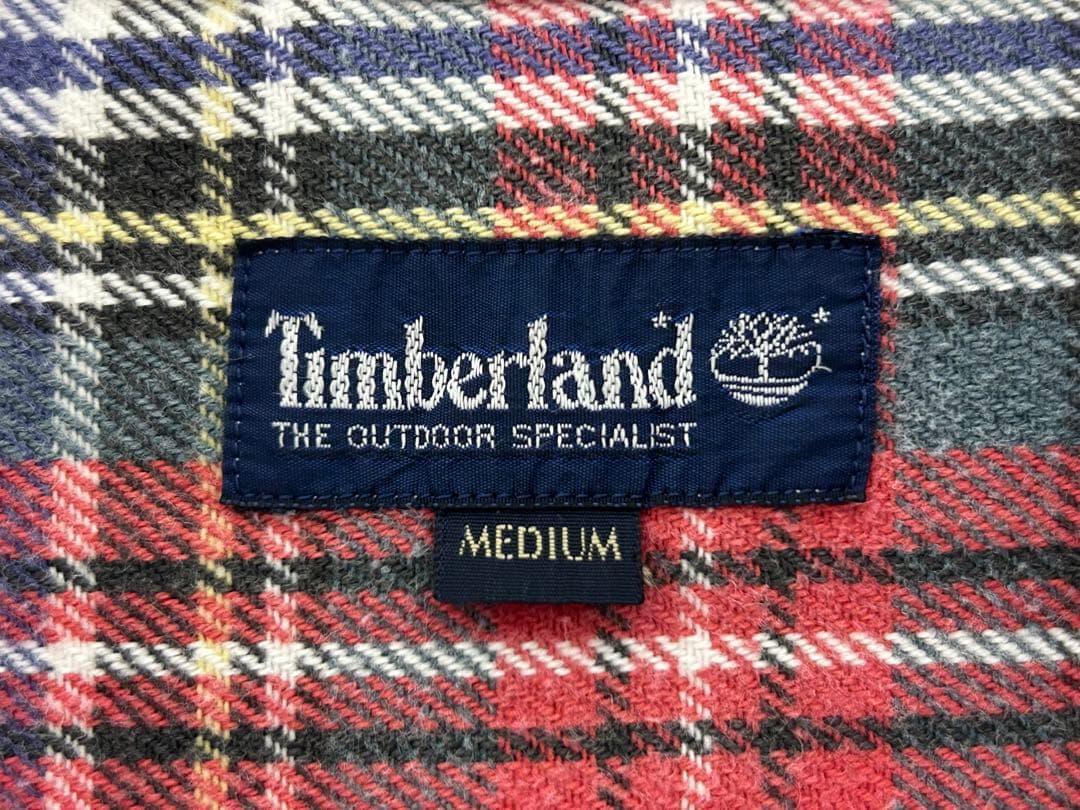 Timberland
THE OUTDOOR SPECIALIST
MEDIUM